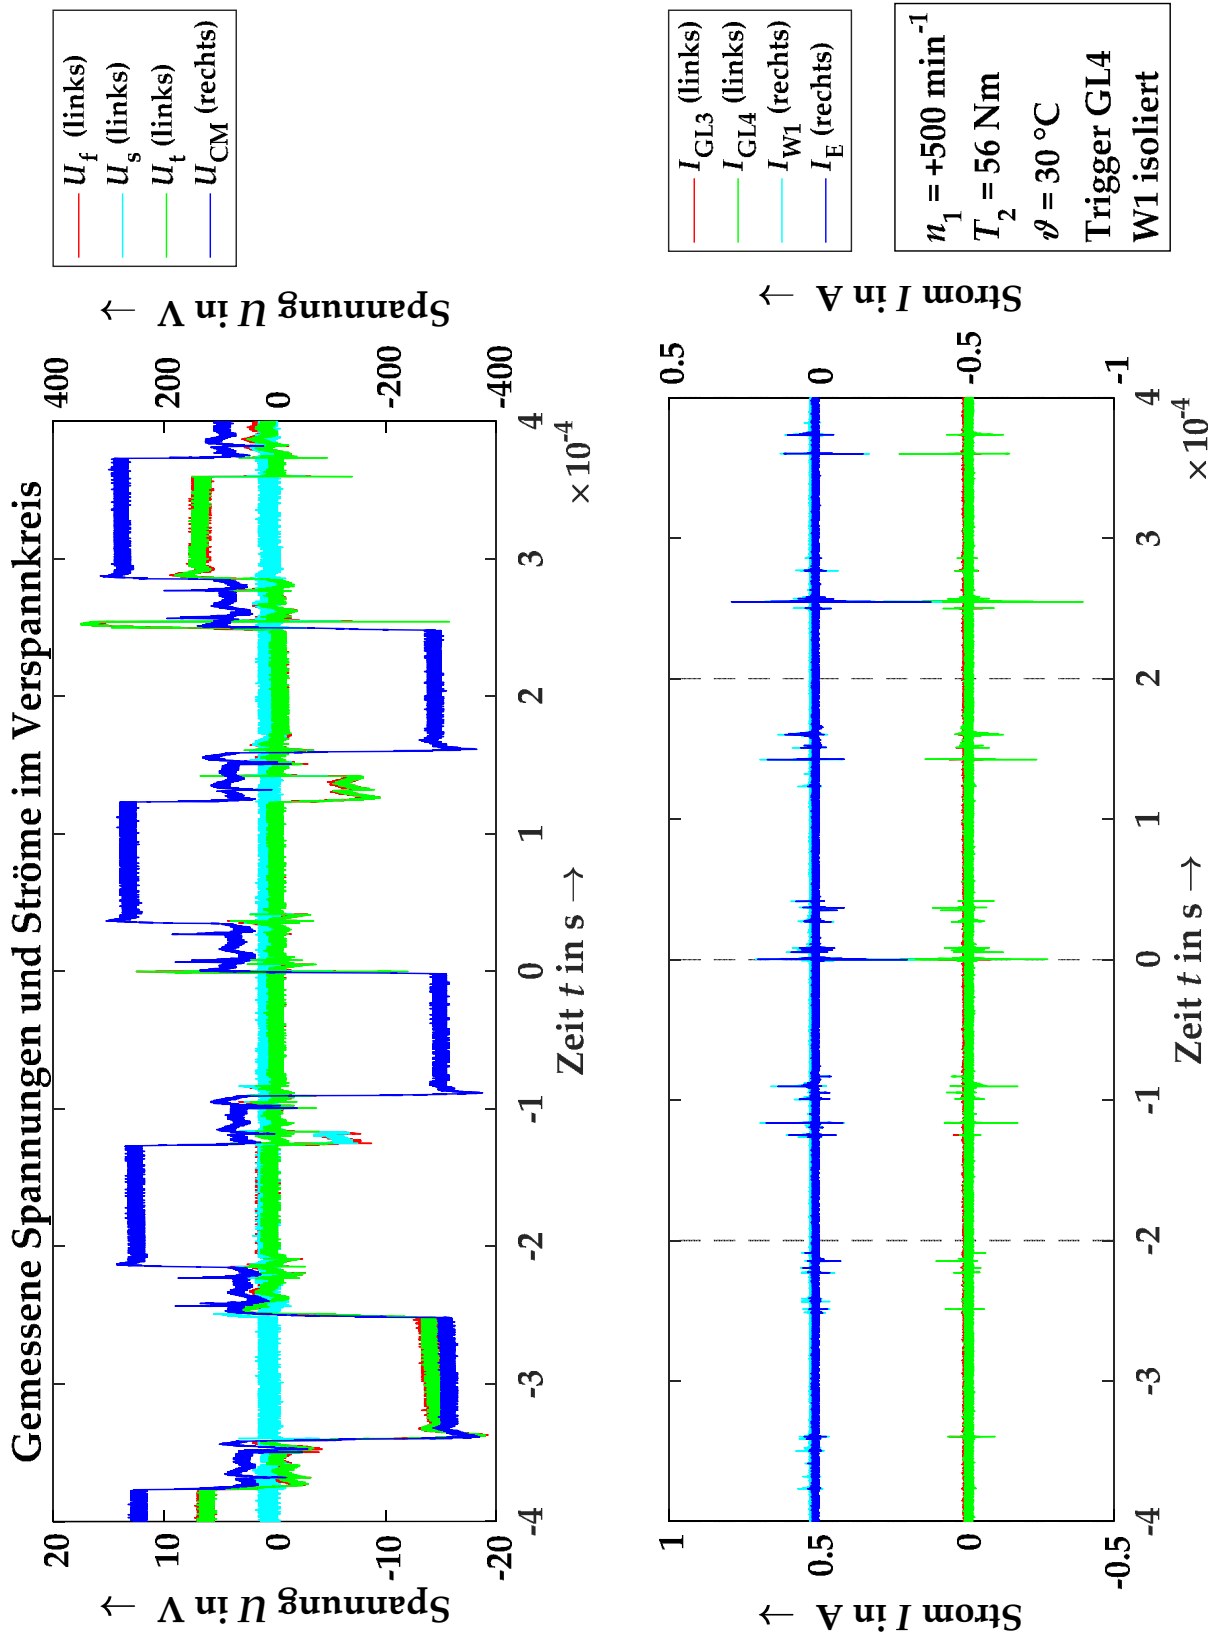 Gemessene Spannungen und Ströme im Verspannkreis
Spannung U in V →
20
10
0
-10
-20
400
200
0
-200
-400
Spannung U in V →
-4
-3
-2
-1
0
1
2
3
4
×10⁻⁴
Zeit t in s →
U_f (links)
U_s (links)
U_t (links)
U_CM (rechts)
Strom I in A →
1
0.5
0
-0.5
0.5
0
-0.5
-1
Strom I in A →
-4
-3
-2
-1
0
1
2
3
4
×10⁻⁴
Zeit t in s →
I_GL3 (links)
I_GL4 (links)
I_W1 (rechts)
I_E (rechts)
n₁ = +500 min⁻¹
T₂ = 56 Nm
ϑ = 30 °C
Trigger GL4
W1 isoliert